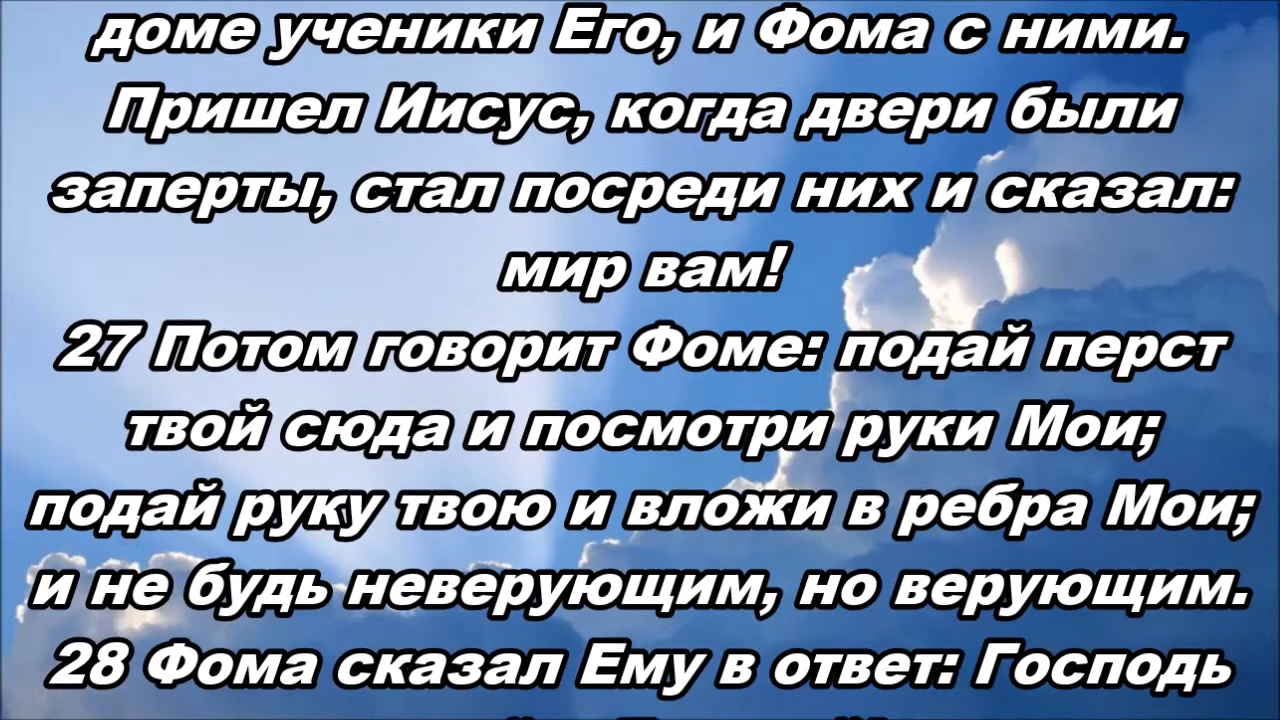 доме ученики Его, и Фома с ними.
Пришел Иисус, когда двери были
заперты, стал посреди них и сказал:
мир вам!
27 Потом говорит Фоме: подай перст
твой сюда и посмотри руки Мои;
подай руку твою и вложи в ребра Мои;
и не будь неверующим, но верующим.
28 Фома сказал Ему в ответ: Господь